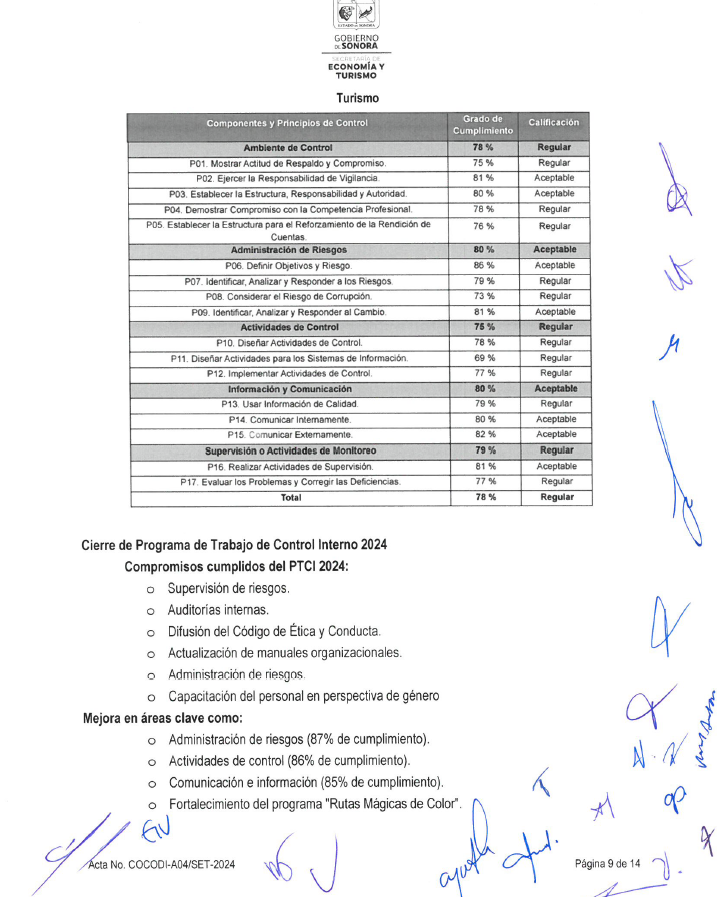 ESTADO DE SONORA
GOBIERNO
DE SONORA
SECRETARÍA DE
ECONOMÍA Y
TURISMO
Turismo
Componentes y Principios de Control Grado de Cumplimiento Calificación
Ambiente de Control 78 % Regular
P01. Mostrar Actitud de Respaldo y Compromiso. 75 % Regular
P02. Ejercer la Responsabilidad de Vigilancia. 81 % Aceptable
P03. Establecer la Estructura, Responsabilidad y Autoridad. 80 % Aceptable
P04. Demostrar Compromiso con la Competencia Profesional. 78 % Regular
P05. Establecer la Estructura para el Reforzamiento de la Rendición de Cuentas. 76 % Regular
Administración de Riesgos 80 % Aceptable
P06. Definir Objetivos y Riesgo. 86 % Aceptable
P07. Identificar, Analizar y Responder a los Riesgos. 79 % Regular
P08. Considerar el Riesgo de Corrupción. 73 % Regular
P09. Identificar, Analizar y Responder al Cambio. 81 % Aceptable
Actividades de Control 75 % Regular
P10. Diseñar Actividades de Control. 78 % Regular
P11. Diseñar Actividades para los Sistemas de Información. 69 % Regular
P12. Implementar Actividades de Control. 77 % Regular
Información y Comunicación 80 % Aceptable
P13. Usar Información de Calidad. 79 % Regular
P14. Comunicar Internamente. 80 % Aceptable
P15. Comunicar Externamente. 82 % Aceptable
Supervisión o Actividades de Monitoreo 79 % Regular
P16. Realizar Actividades de Supervisión. 81 % Aceptable
P17. Evaluar los Problemas y Corregir las Deficiencias. 77 % Regular
Total 78 % Regular
Cierre de Programa de Trabajo de Control Interno 2024
Compromisos cumplidos del PTCI 2024:
o Supervisión de riesgos.
o Auditorías internas.
o Difusión del Código de Ética y Conducta.
o Actualización de manuales organizacionales.
o Administración de riesgos.
o Capacitación del personal en perspectiva de género
Mejora en áreas clave como:
o Administración de riesgos (87% de cumplimiento).
o Actividades de control (86% de cumplimiento).
o Comunicación e información (85% de cumplimiento).
o Fortalecimiento del programa "Rutas Mágicas de Color".
Acta No. COCODI-A04/SET-2024 Página 9 de 14